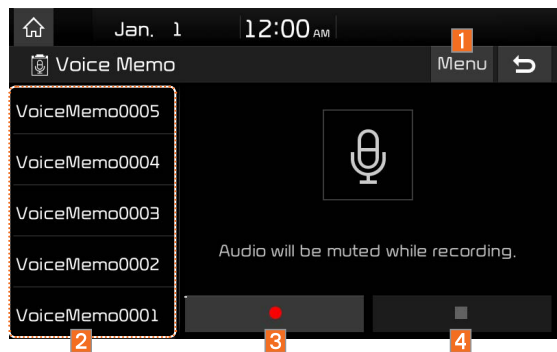 Jan. 1 12:00 AM
1
Voice Memo Menu
VoiceMemo0005
VoiceMemo0004
VoiceMemo0003
VoiceMemo0002
VoiceMemo0001
Audio will be muted while recording.
2 3 4